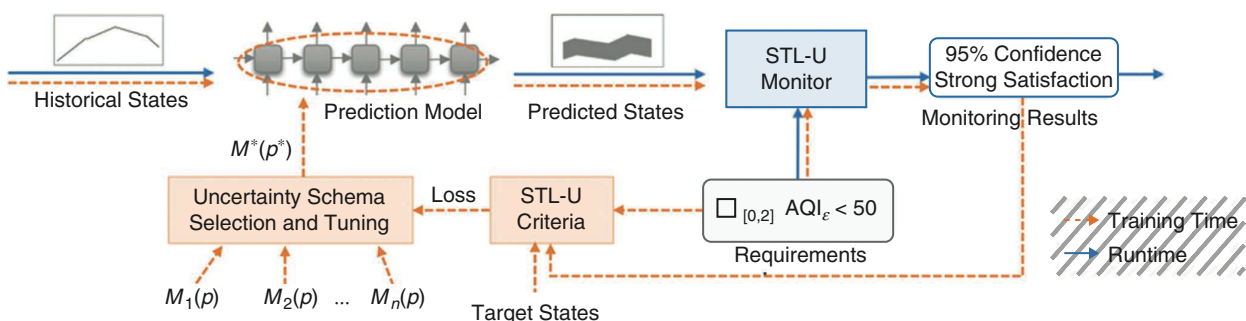 Historical States
Prediction Model
Predicted States
STL-U
Monitor
95% Confidence
Strong Satisfaction
Monitoring Results
M*(p*)
Uncertainty Schema
Selection and Tuning
Loss
STL-U
Criteria
□[0,2] AQIε < 50
Requirements
Training Time
Runtime
M1(p)
M2(p)
...
Mn(p)
Target States